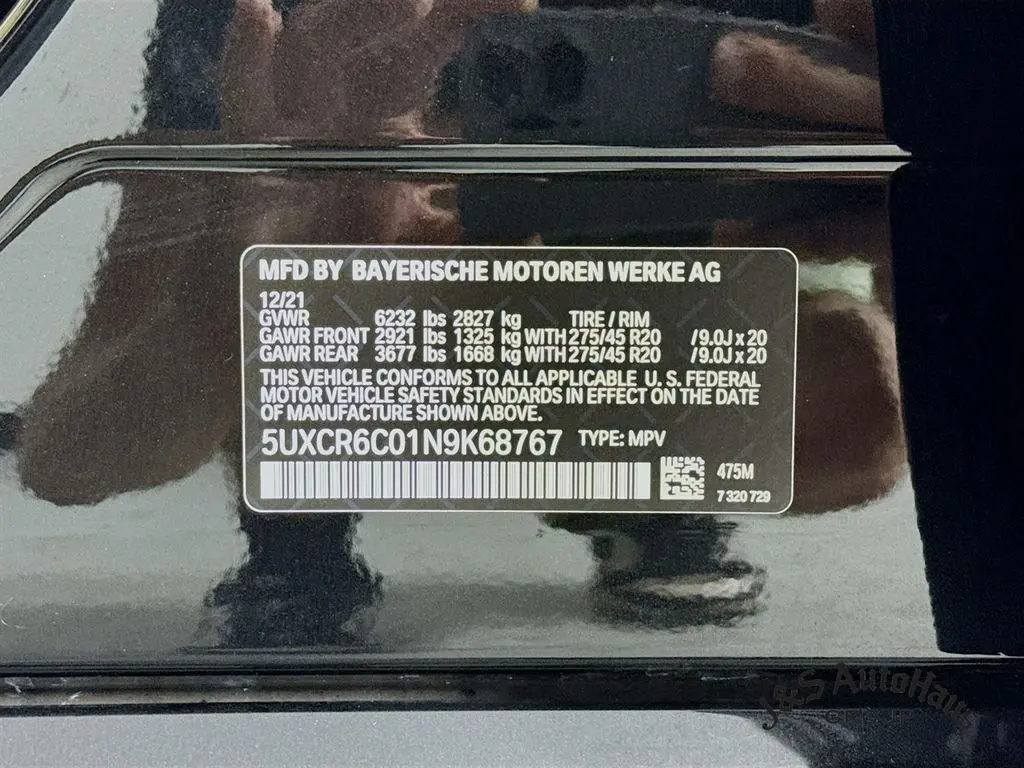 MFD BY BAYERISCHE MOTOREN WERKE AG
12/21
GVWR 6232 lbs 2827 kg TIRE / RIM
GAWR FRONT 2921 lbs 1325 kg WITH 275/45 R20 /9.0J x 20
GAWR REAR 3677 lbs 1668 kg WITH 275/45 R20 /9.0J x 20
THIS VEHICLE CONFORMS TO ALL APPLICABLE U. S. FEDERAL
MOTOR VEHICLE SAFETY STANDARDS IN EFFECT ON THE DATE
OF MANUFACTURE SHOWN ABOVE.
5UXCR6C01N9K68767 TYPE: MPV
475M
7 320 729
J&S AutoHaus